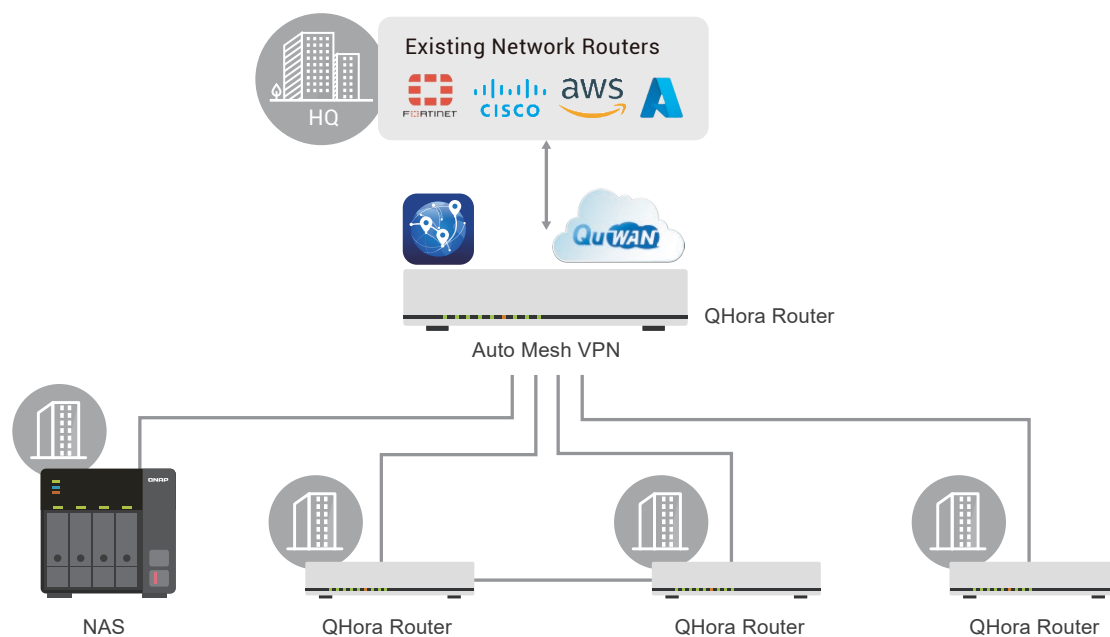 Existing Network Routers
FORTINET
CISCO
aws
HQ
QuWAN
QHora Router
Auto Mesh VPN
QNAP
NAS
QHora Router
QHora Router
QHora Router